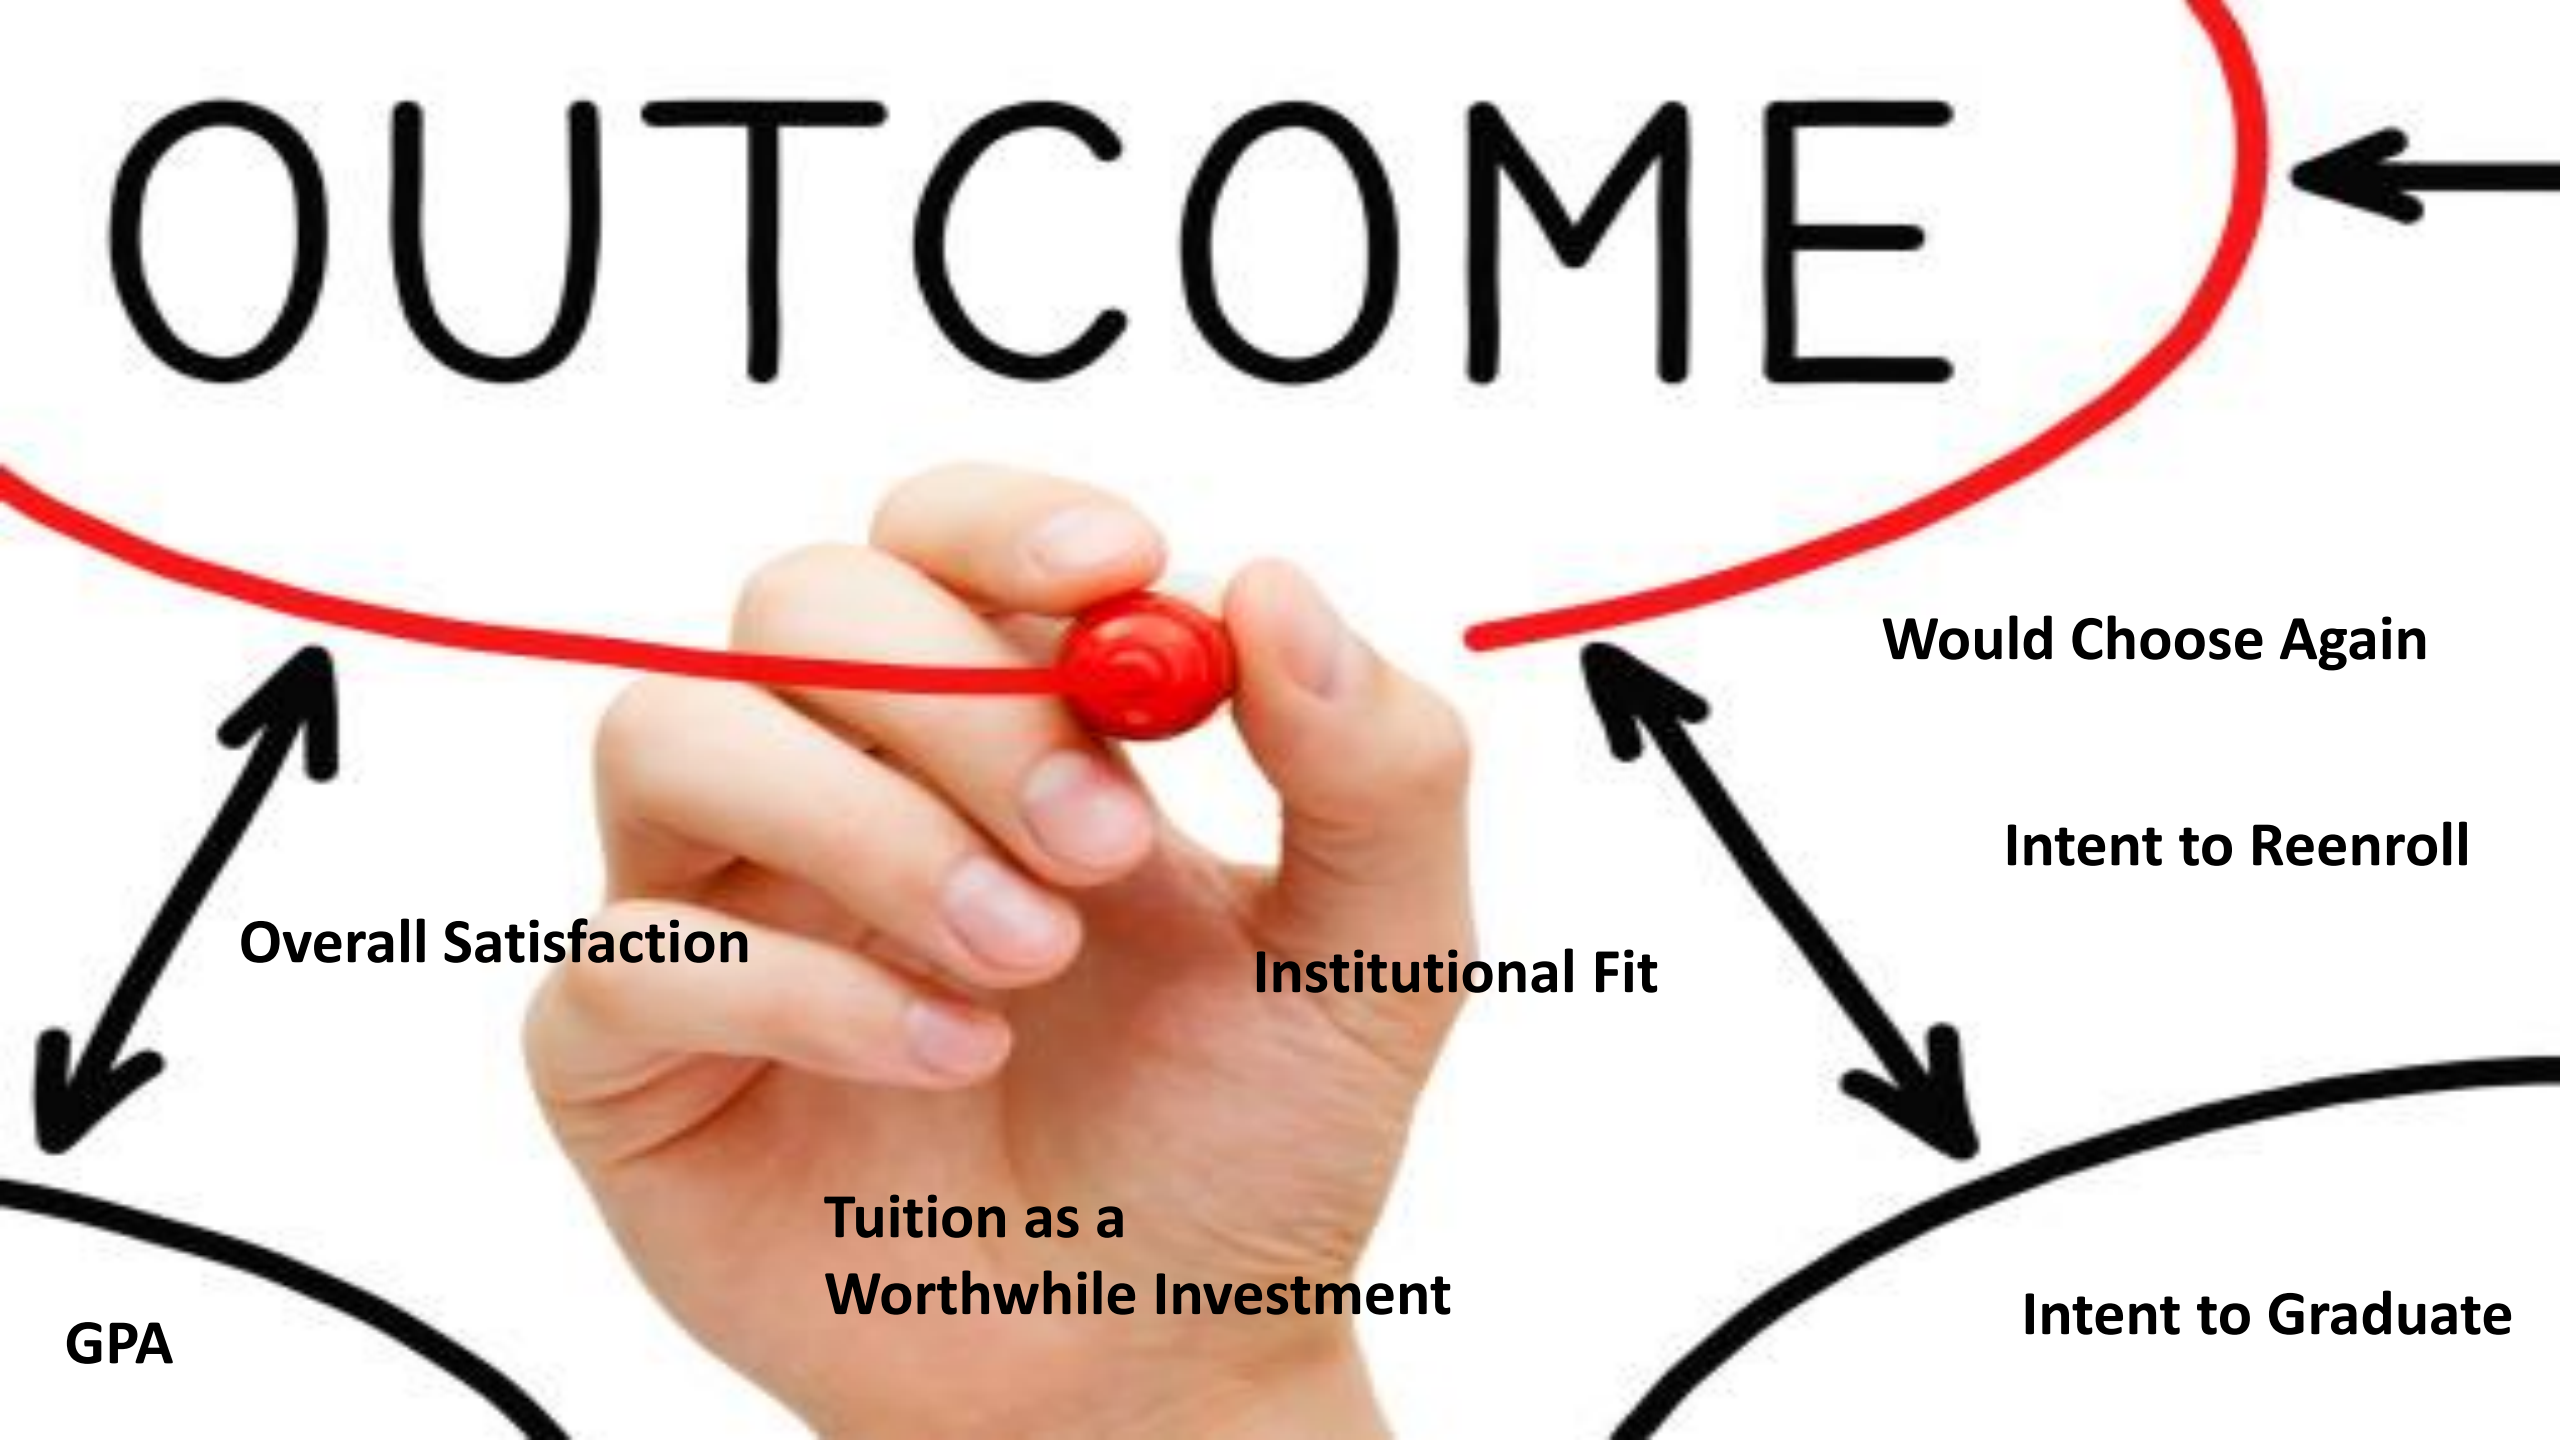 OUTCOME
Would Choose Again
Intent to Reenroll
Overall Satisfaction
Institutional Fit
Tuition as a
Worthwhile Investment
Intent to Graduate
GPA